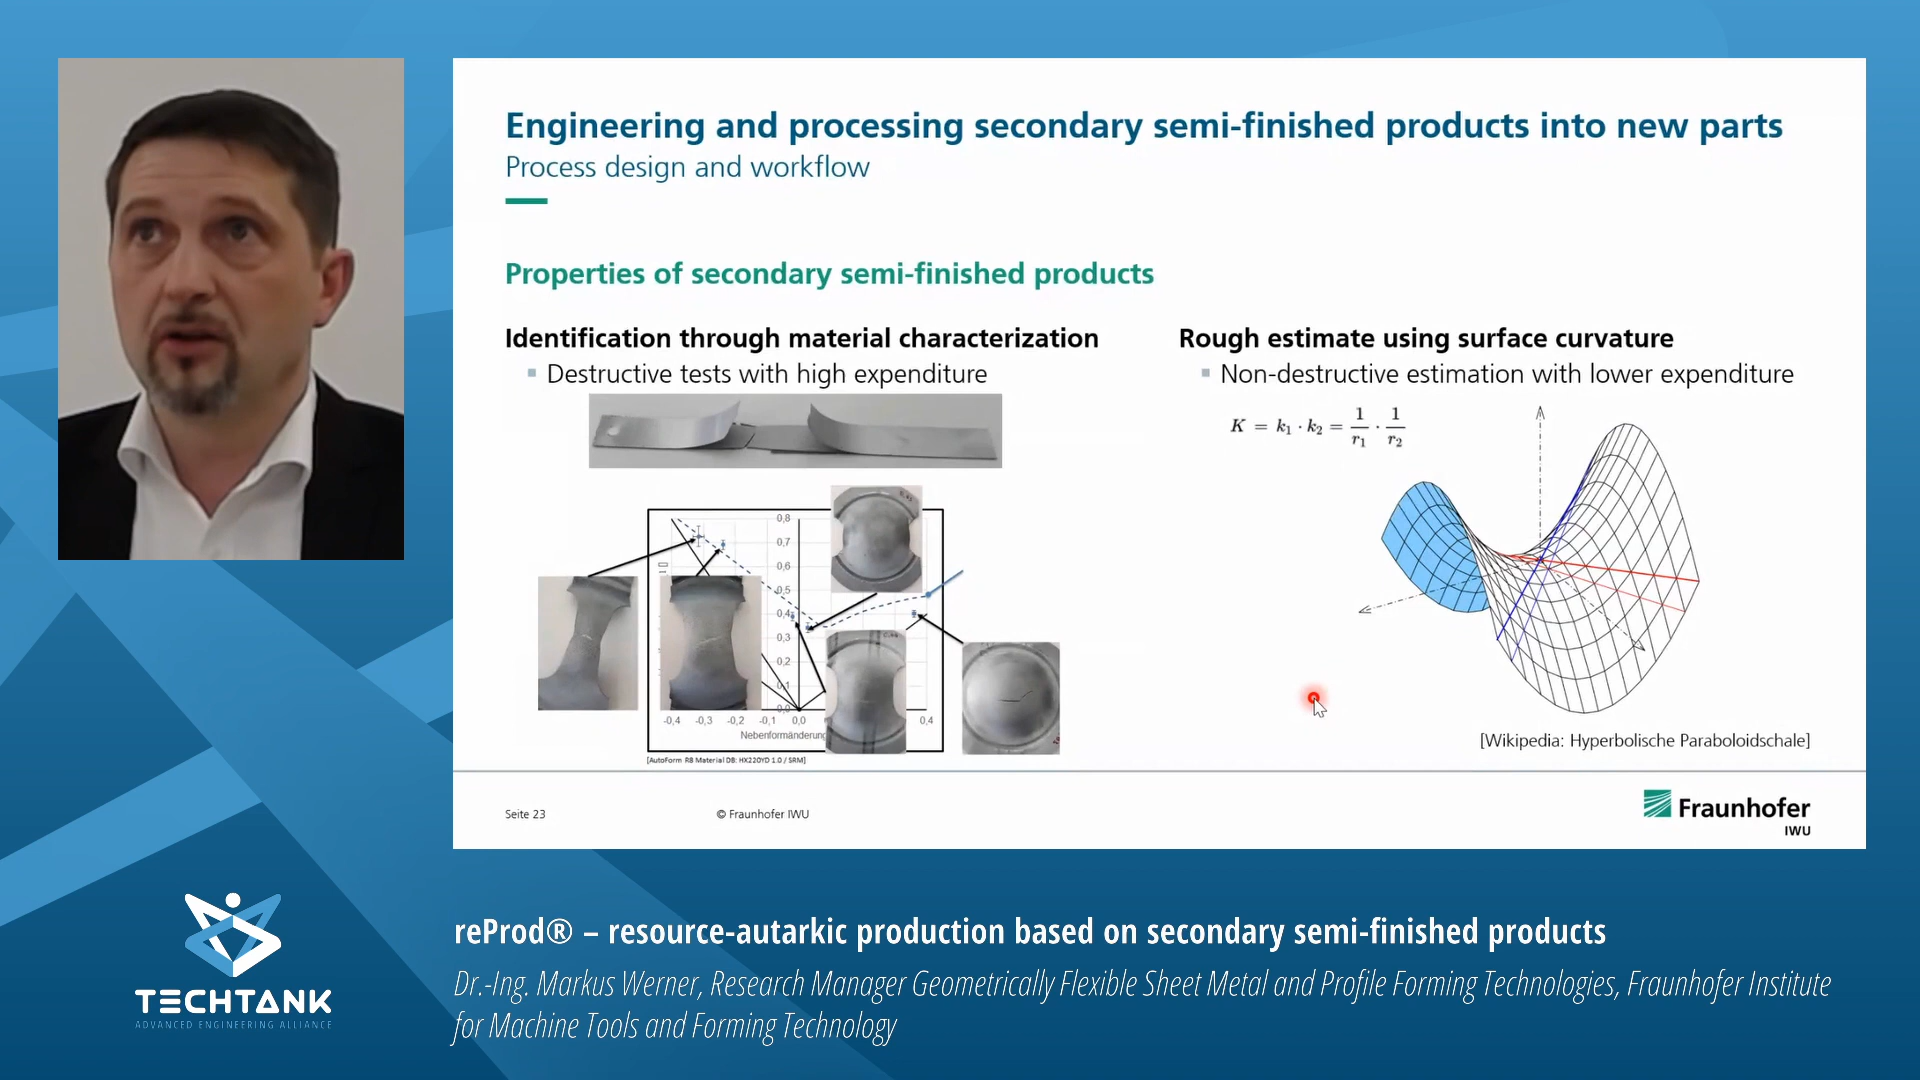 Engineering and processing secondary semi-finished products into new parts
Process design and workflow
Properties of secondary semi-finished products
Identification through material characterization
Destructive tests with high expenditure
0,8
0,7
0,6
0,5
0,4
0,3
0,2
0,1
0,0
-0,4 -0,3 -0,2 -0,1 0,0 0,4
Nebenformänderung
[AutoForm R8 Material DB: HX220YD 1.0 / SRM]
Rough estimate using surface curvature
Non-destructive estimation with lower expenditure
K = k₁ · k₂ = 1/r₁ · 1/r₂
[Wikipedia: Hyperbolische Paraboloidschale]
Seite 23
© Fraunhofer IWU
Fraunhofer
IWU
TECHTANK
ADVANCED ENGINEERING ALLIANCE
reProd® – resource-autarkic production based on secondary semi-finished products
Dr.-Ing. Markus Werner, Research Manager Geometrically Flexible Sheet Metal and Profile Forming Technologies, Fraunhofer Institute
for Machine Tools and Forming Technology